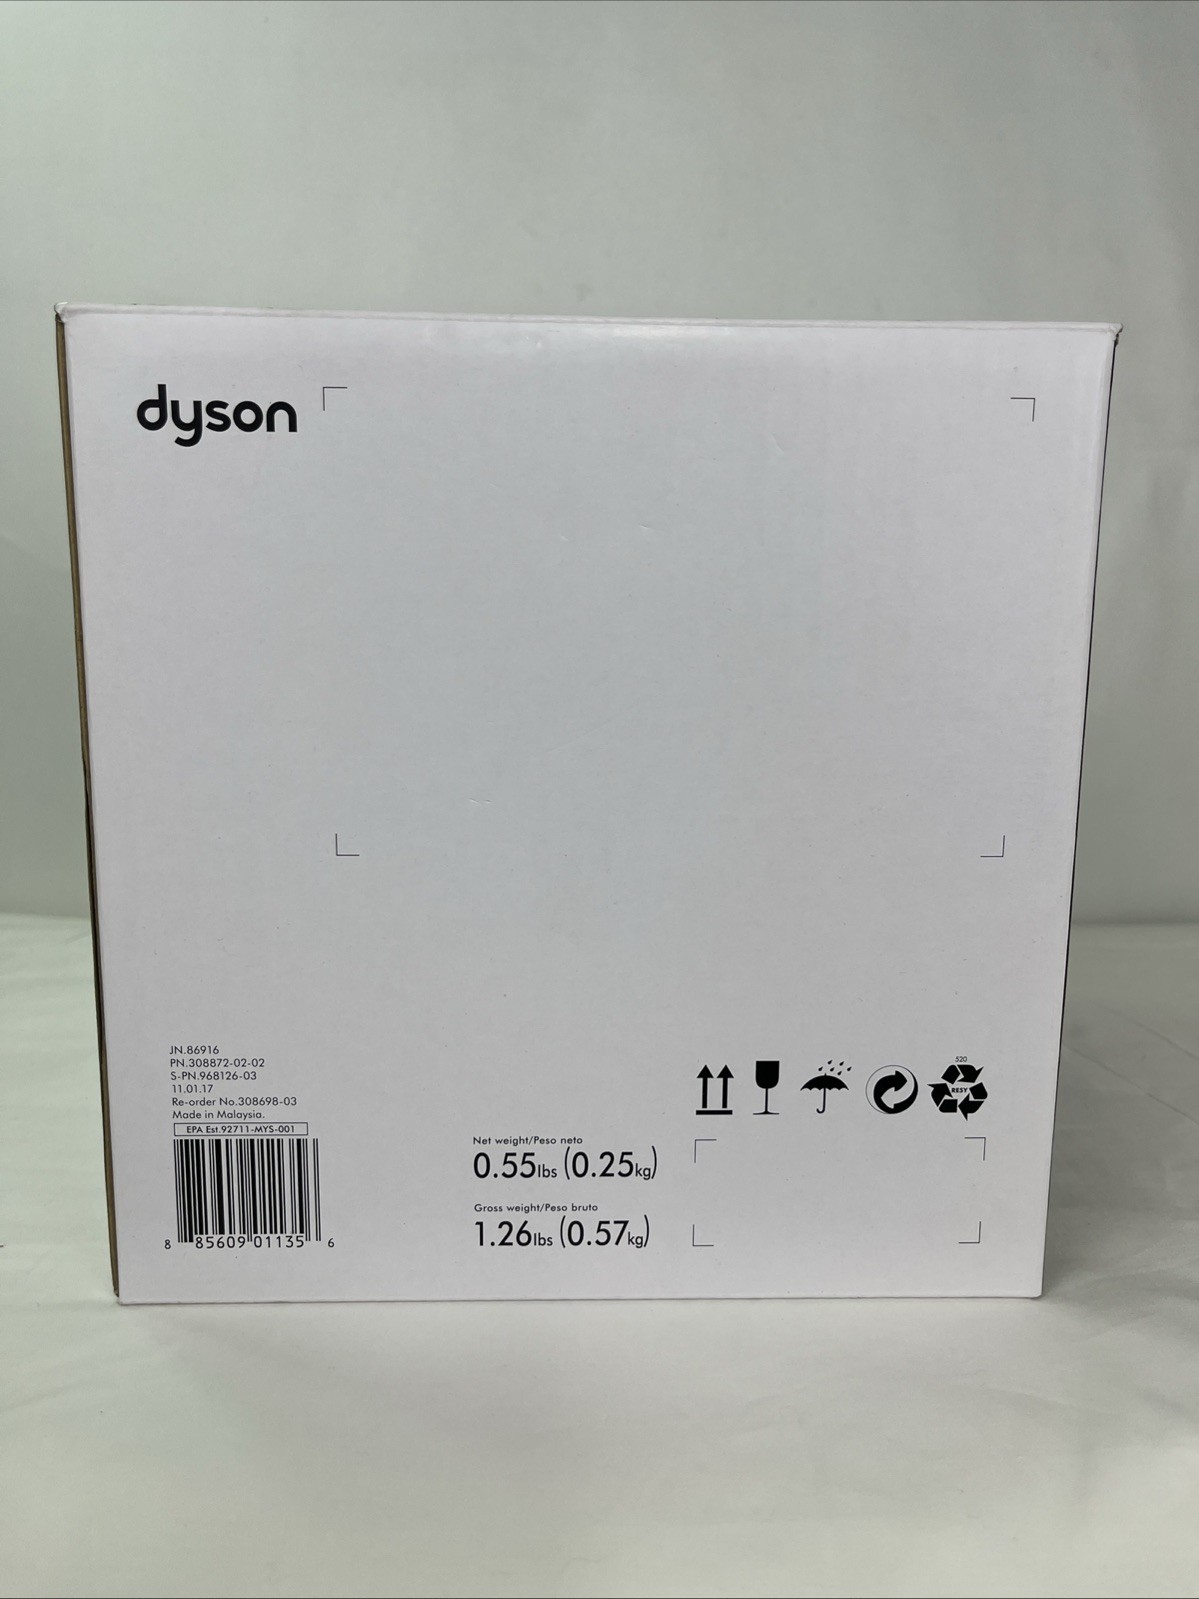 dyson
JN.86916
PN.308872-02-02
S-PN.968126-03
11.01.17
Re-order No.308698-03
Made in Malaysia.
EPA Est.92711-MYS-001
8 85609 01135 6
Net weight/Peso neto
0.55lbs (0.25kg)
Gross weight/Peso bruto
1.26lbs (0.57kg)
520
RESY